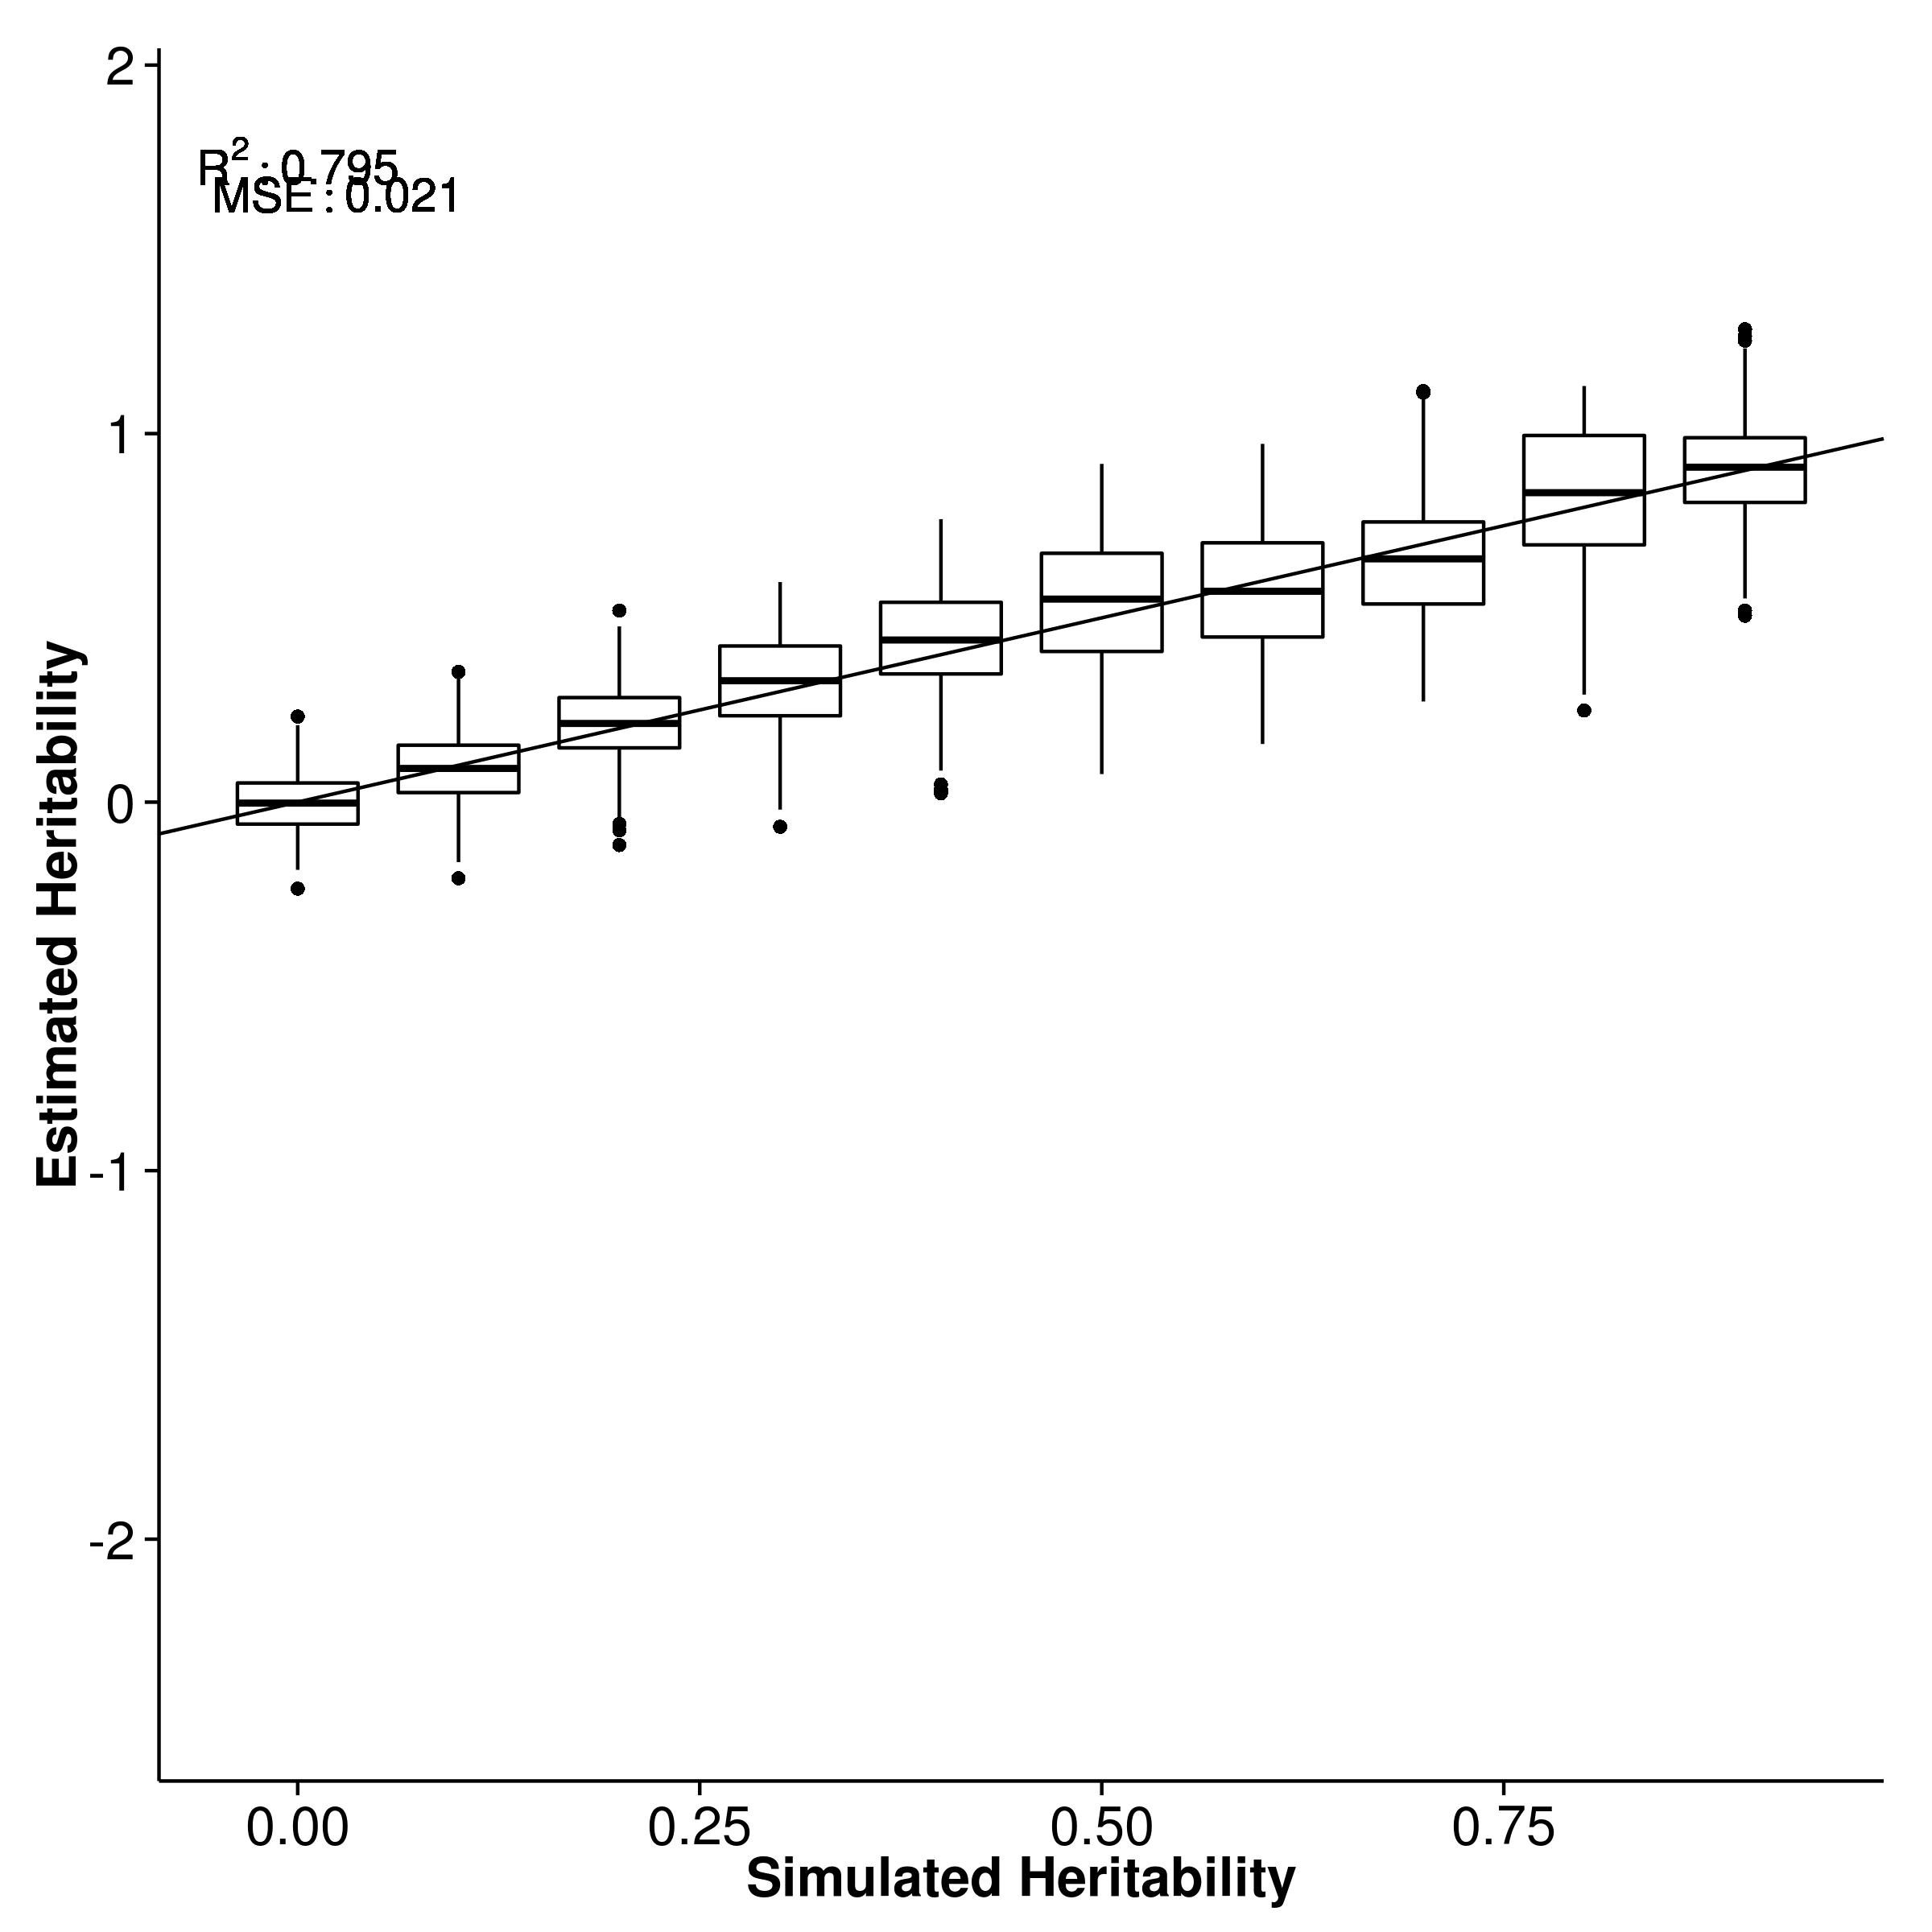 2
R²: 0.795
MSE: 0.021
1
0
-1
-2
Estimated Heritability
0.00 0.25 0.50 0.75
Simulated Heritability